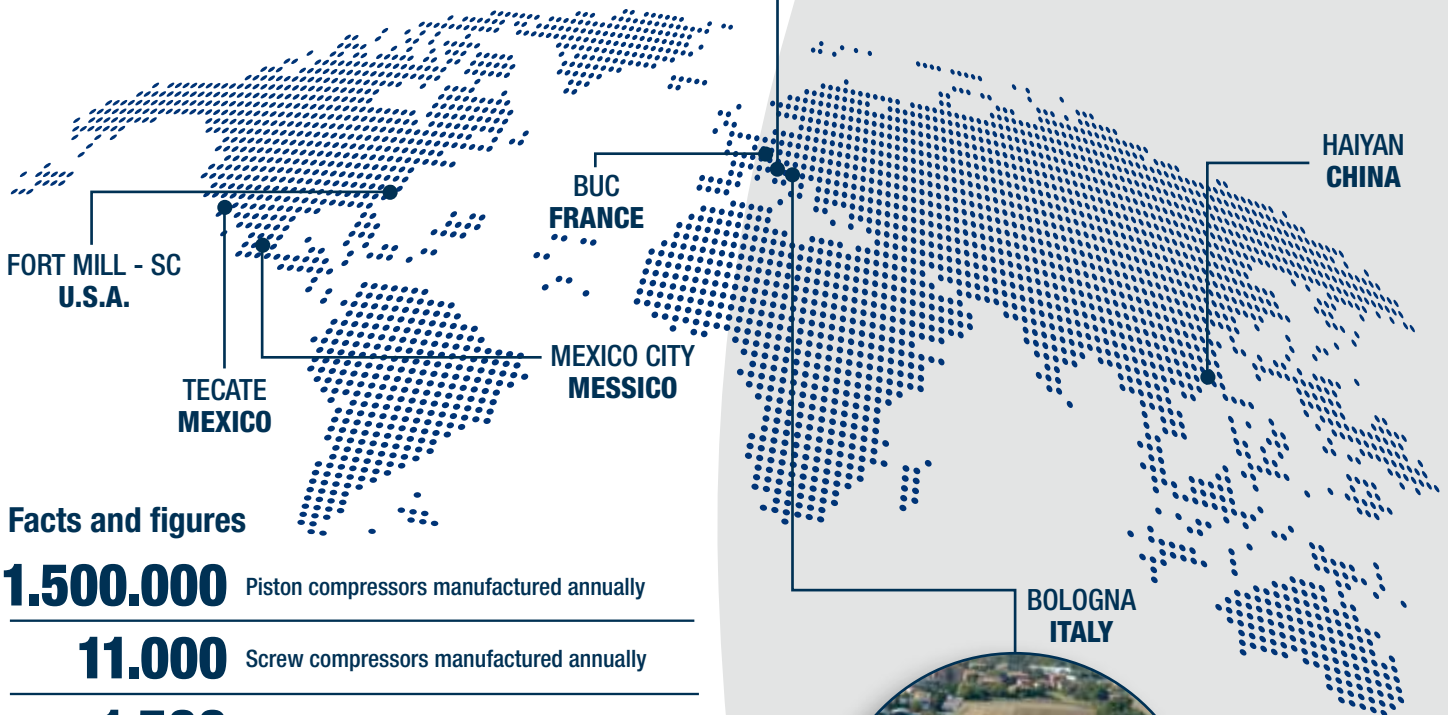 HAIYAN
CHINA
BUC
FRANCE
FORT MILL - SC
U.S.A.
MEXICO CITY
MESSICO
TECATE
MEXICO
Facts and figures
1.500.000 Piston compressors manufactured annually
BOLOGNA
ITALY
11.000 Screw compressors manufactured annually